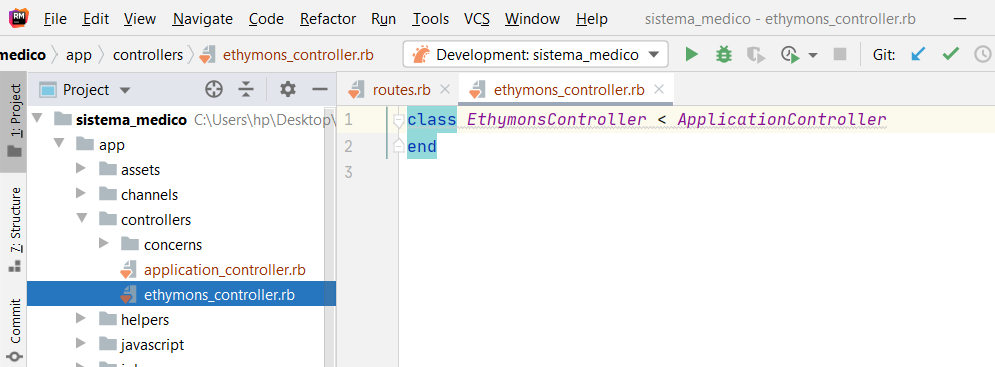 File Edit View Navigate Code Refactor Run Tools VCS Window Help sistema_medico - ethymons_controller.rb
medico app controllers ethymons_controller.rb Development: sistema_medico Git:
Project routes.rb ethymons_controller.rb
1: Project
sistema_medico C:\Users\hp\Desktop\
1 class EthymonsController < ApplicationController
app
2 end
assets
3
channels
controllers
7: Structure
concerns
application_controller.rb
ethymons_controller.rb
Commit
helpers
javascript